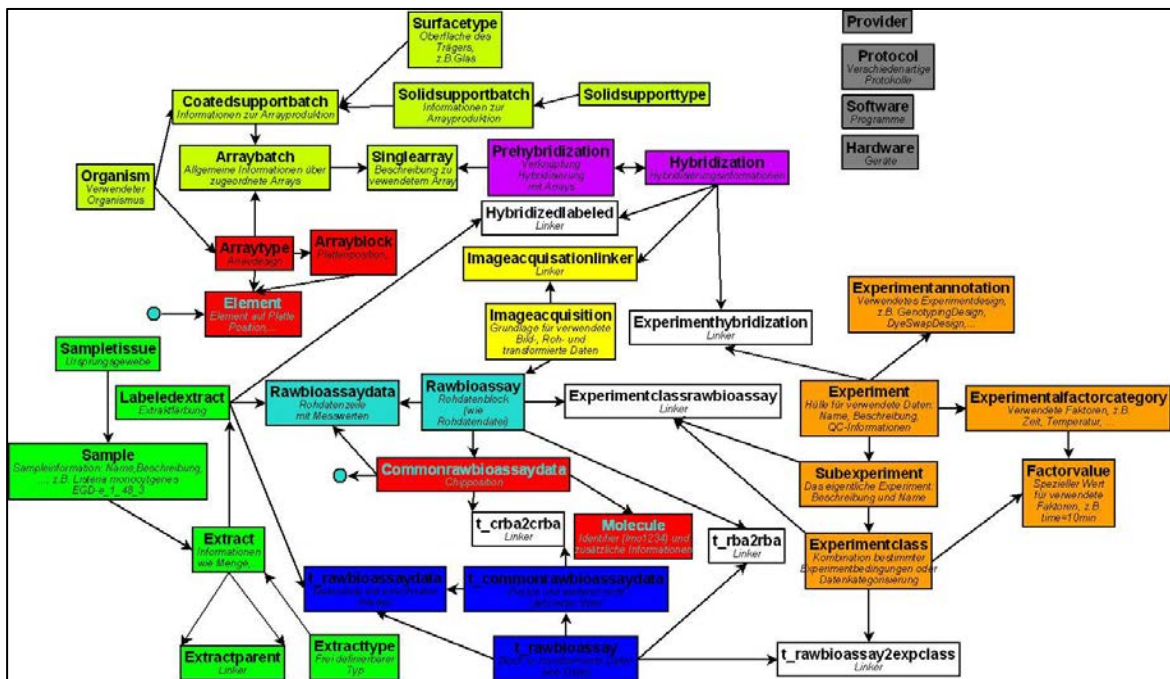 Surfacetype
Oberflache des
Trägers,
z.B.Glas
Provider
Protocol
Verschiedenartige
Protokolle
Software
Programme
Hardware
Geräte
Coatedsupportbatch
Informationen zur Arrayproduktion
Solidsupportbatch
Informationen zur
Arrayproduktion
Solidsupporttype
Organism
Verwendeter
Organismus
Arraybatch
Allgemeine Informationen über
zugeordnete Arrays
Singlearray
Beschreibung zu
vewendetem Array
Prehybridization
Verknüpfung
Hybridisierung
mit Arrays
Hybridization
Hybridisierungsinformationen
Hybridizedlabeled
Linker
Arraytype
Arraydesign
Arrayblock
Plattenposition,..
Imageacquisationlinker
Linker
Element
Element auf Platte
Position,...
Imageacquisition
Grundlage für verwendete
Bild-, Roh- und
transformierte Daten
Experimenthybridization
Linker
Experimentannotation
Verwendetes Experimentdesign,
z.B. GenotypingDesign,
DyeSwapDesign,...
Sampletissue
Ursprungsgewebe
Labeledextract
Extraktfärbung
Rawbioassaydata
Rohdatenzeile
mit Messwerten
Rawbioassay
Rohdatenblock
(wie
Rohdatendatei)
Experimentclassrawbioassay
Linker
Experiment
Hülle für verwendete Daten:
Name, Beschreibung,
QC-Informationen
Experimentalfactorcategory
Verwendete Faktoren, z.B.
Zeit, Temperatur, ...
Sample
Sampleinformation: Name,Beschreibung,
...; z.B. Listeria monocytgenes
EGD-e_1_48_3
Commonrawbioassaydata
Chipposition
Subexperiment
Das eigentliche Experiment:
Beschreibung und Name
Factorvalue
Spezieller Wert
für verwendete
Faktoren, z.B.
time=10min
t_crba2crba
Linker
Molecule
Identifier (lmo1234) und
zusätzliche Informationen
t_rba2rba
Linker
Extract
Informationen
wie Menge,
Experimentclass
Kombination bestimmter
Experimentbedingungen oder
Datenkategorisierung
t_rawbioassaydata
t_commonrawbioassaydata
Extractparent
Linker
Extracttype
Frei definierbarer
Typ
t_rawbioassay
t_rawbioassay2expclass
Linker